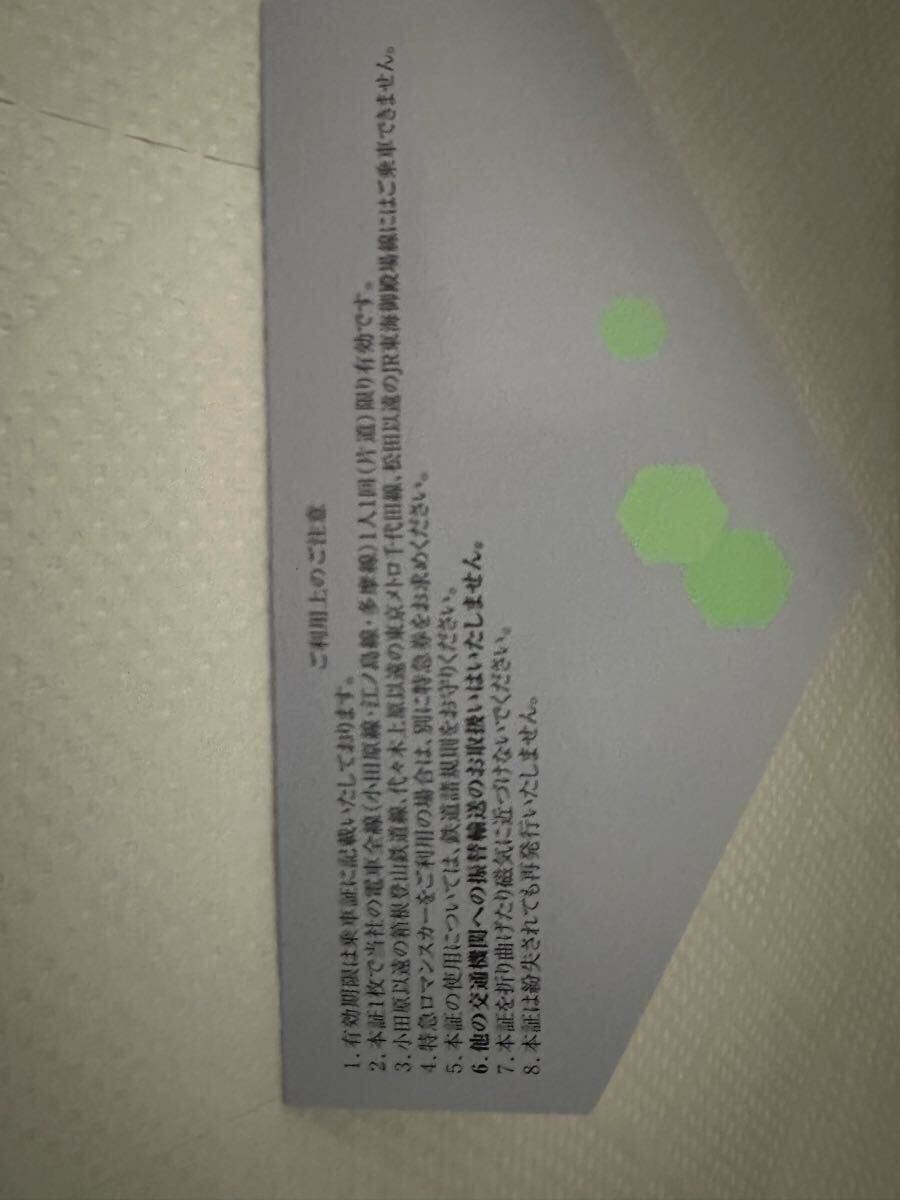 ご利用上のご注意
1. 有効期限は乗車証に記載いたしております。
2. 本証1枚で当社の電車全線(小田原線・江ノ島線・多摩線)1人1回(片道)限り有効です。
3. 小田原以遠の箱根登山鉄道線、代々木上原以遠の東京メトロ千代田線、松田以遠のJR東海御殿場線にはご乗車できません。
4. 特急ロマンスカーをご利用の場合は、別に特急券をお求めください。
5. 本証の使用については、鉄道諸規則をお守りください。
6. 他の交通機関への振替輸送のお取扱いはいたしません。
7. 本証を折り曲げたり磁気に近づけないでください。
8. 本証は紛失されても再発行いたしません。